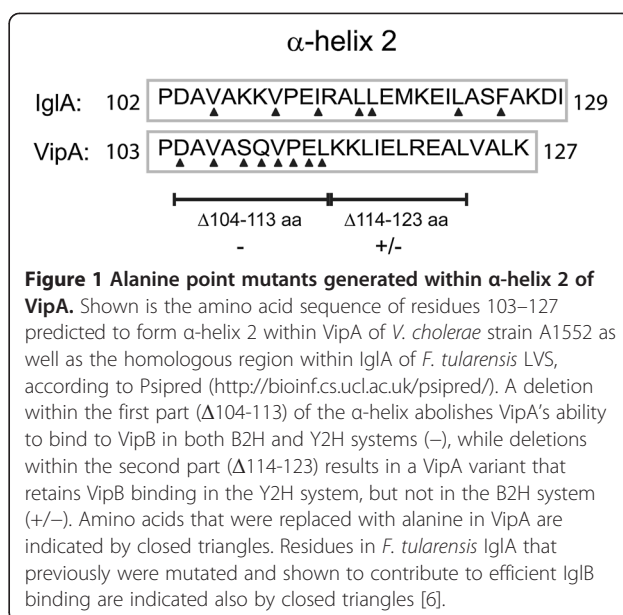 α-helix 2
IglA: 102 PDAVAKKVPEIRALLEMKEILASFAKDI 129
VipA: 103 PDAVASQVPELKKLIELREALVALK 127
Δ104-113 aa Δ114-123 aa
- +/-
Figure 1 Alanine point mutants generated within α-helix 2 of
VipA. Shown is the amino acid sequence of residues 103–127
predicted to form α-helix 2 within VipA of V. cholerae strain A1552 as
well as the homologous region within IglA of F. tularensis LVS,
according to Psipred (http://bioinf.cs.ucl.ac.uk/psipred/). A deletion
within the first part (Δ104-113) of the α-helix abolishes VipA’s ability
to bind to VipB in both B2H and Y2H systems (−), while deletions
within the second part (Δ114-123) results in a VipA variant that
retains VipB binding in the Y2H system, but not in the B2H system
(+/−). Amino acids that were replaced with alanine in VipA are
indicated by closed triangles. Residues in F. tularensis IglA that
previously were mutated and shown to contribute to efficient IglB
binding are indicated also by closed triangles [6].